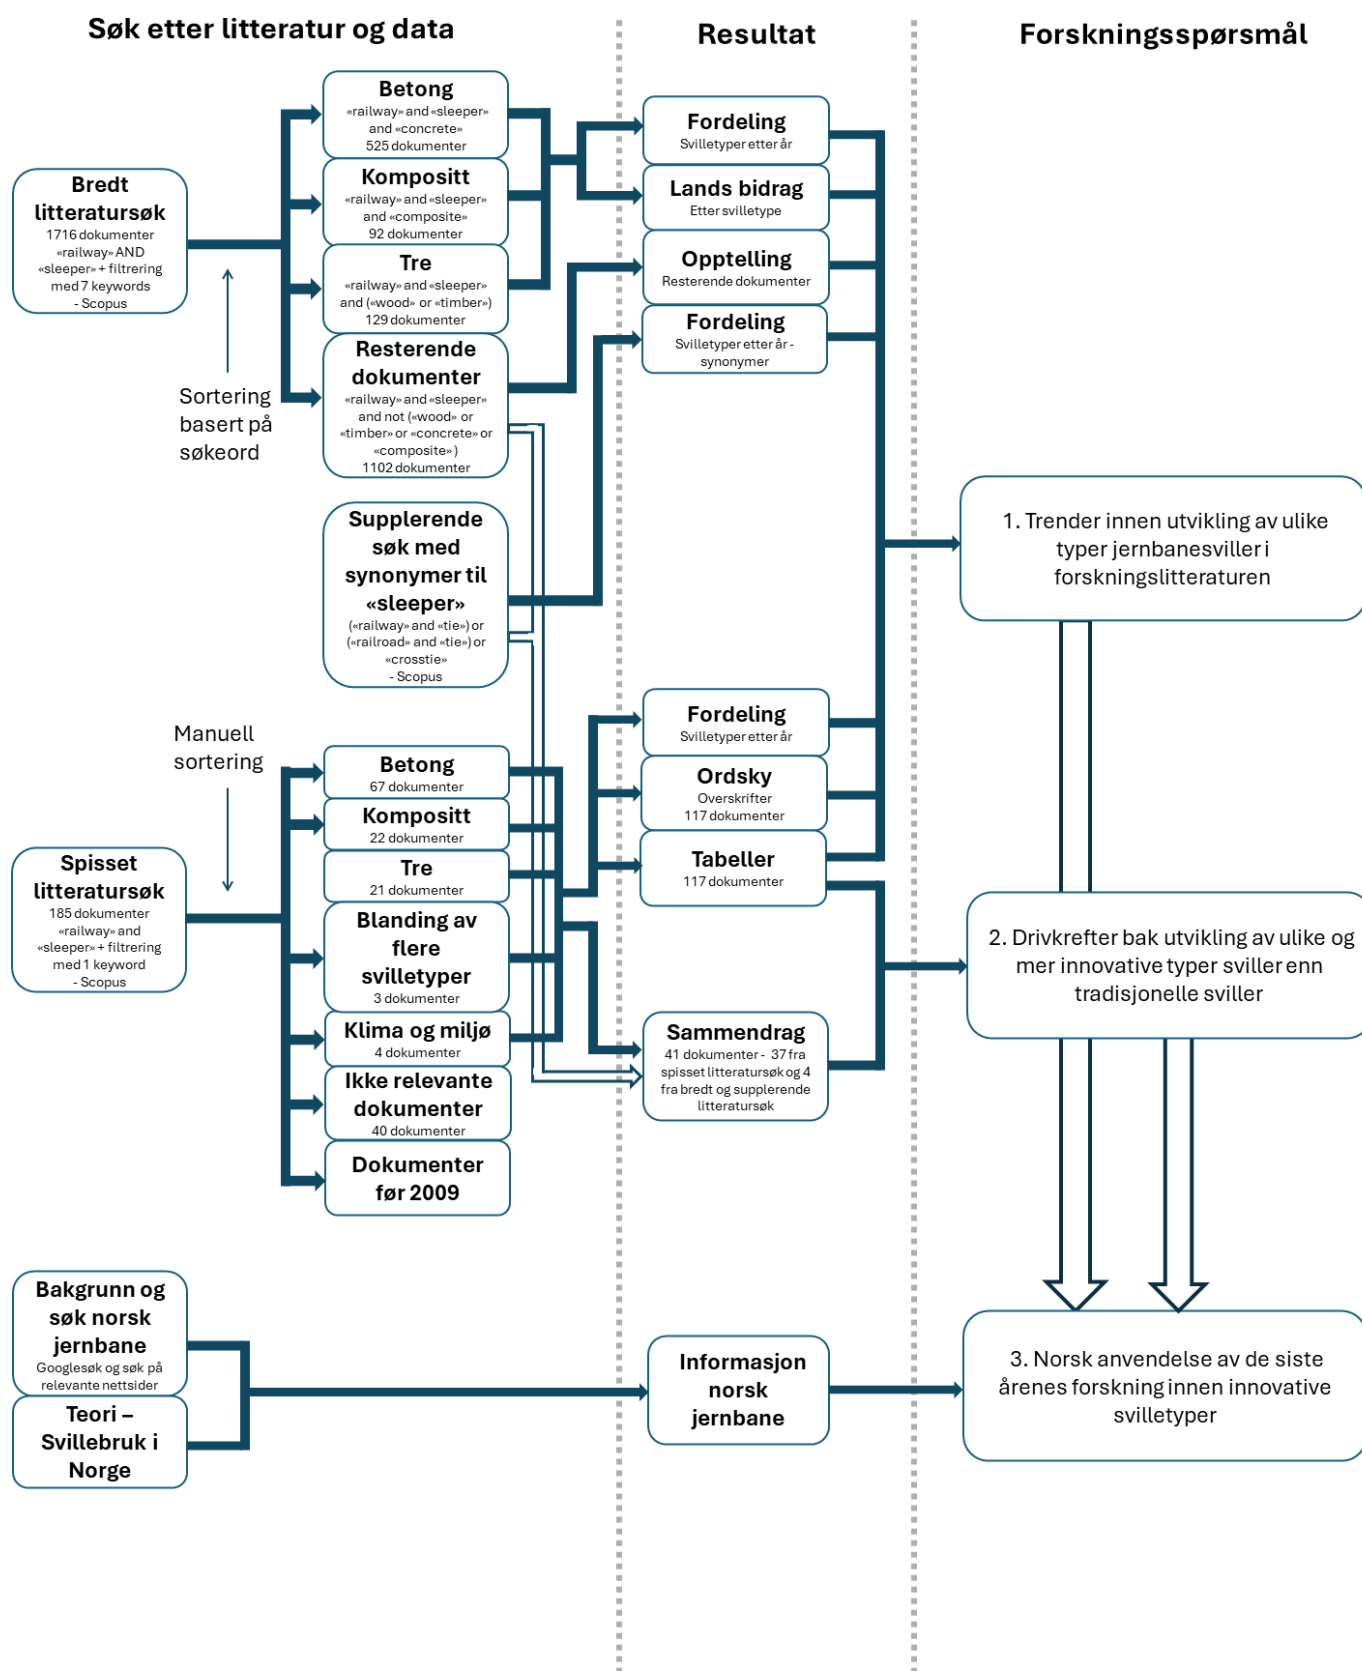 Søk etter litteratur og data
Resultat
Forskningsspørsmål
Bredt
litteratursøk
1716 dokumenter
«railway» AND
«sleeper» + filtrering
med 7 keywords
- Scopus
Sortering
basert på
søkeord
Betong
«railway» and «sleeper»
and «concrete»
525 dokumenter
Kompositt
«railway» and «sleeper»
and «composite»
92 dokumenter
Tre
«railway» and «sleeper»
and («wood» or «timber»)
129 dokumenter
Resterende
dokumenter
«railway» and «sleeper»
and not («wood» or
«timber» or «concrete» or
«composite» )
1102 dokumenter
Supplerende
søk med
synonymer til
«sleeper»
(«railway» and «tie») or
(«railroad» and «tie») or
«crosstie»
- Scopus
Fordeling
Svilletyper etter år
Lands bidrag
Etter svilletype
Opptelling
Resterende dokumenter
Fordeling
Svilletyper etter år -
synonymer
1. Trender innen utvikling av ulike
typer jernbanesviller i
forskningslitteraturen
Manuell
sortering
Spisset
litteratursøk
185 dokumenter
«railway» and
«sleeper» + filtrering
med 1 keyword
- Scopus
Betong
67 dokumenter
Kompositt
22 dokumenter
Tre
21 dokumenter
Blanding av
flere
svilletyper
3 dokumenter
Klima og miljø
4 dokumenter
Ikke relevante
dokumenter
40 dokumenter
Dokumenter
før 2009
Fordeling
Svilletyper etter år
Ordsky
Overskrifter
117 dokumenter
Tabeller
117 dokumenter
Sammendrag
41 dokumenter - 37 fra
spisset litteratursøk og 4
fra bredt og supplerende
litteratursøk
2. Drivkrefter bak utvikling av ulike og
mer innovative typer sviller enn
tradisjonelle sviller
Bakgrunn og
søk norsk
jernbane
Googlesøk og søk på
relevante nettsider
Teori –
Svillebruk i
Norge
Informasjon
norsk
jernbane
3. Norsk anvendelse av de siste
årenes forskning innen innovative
svilletyper